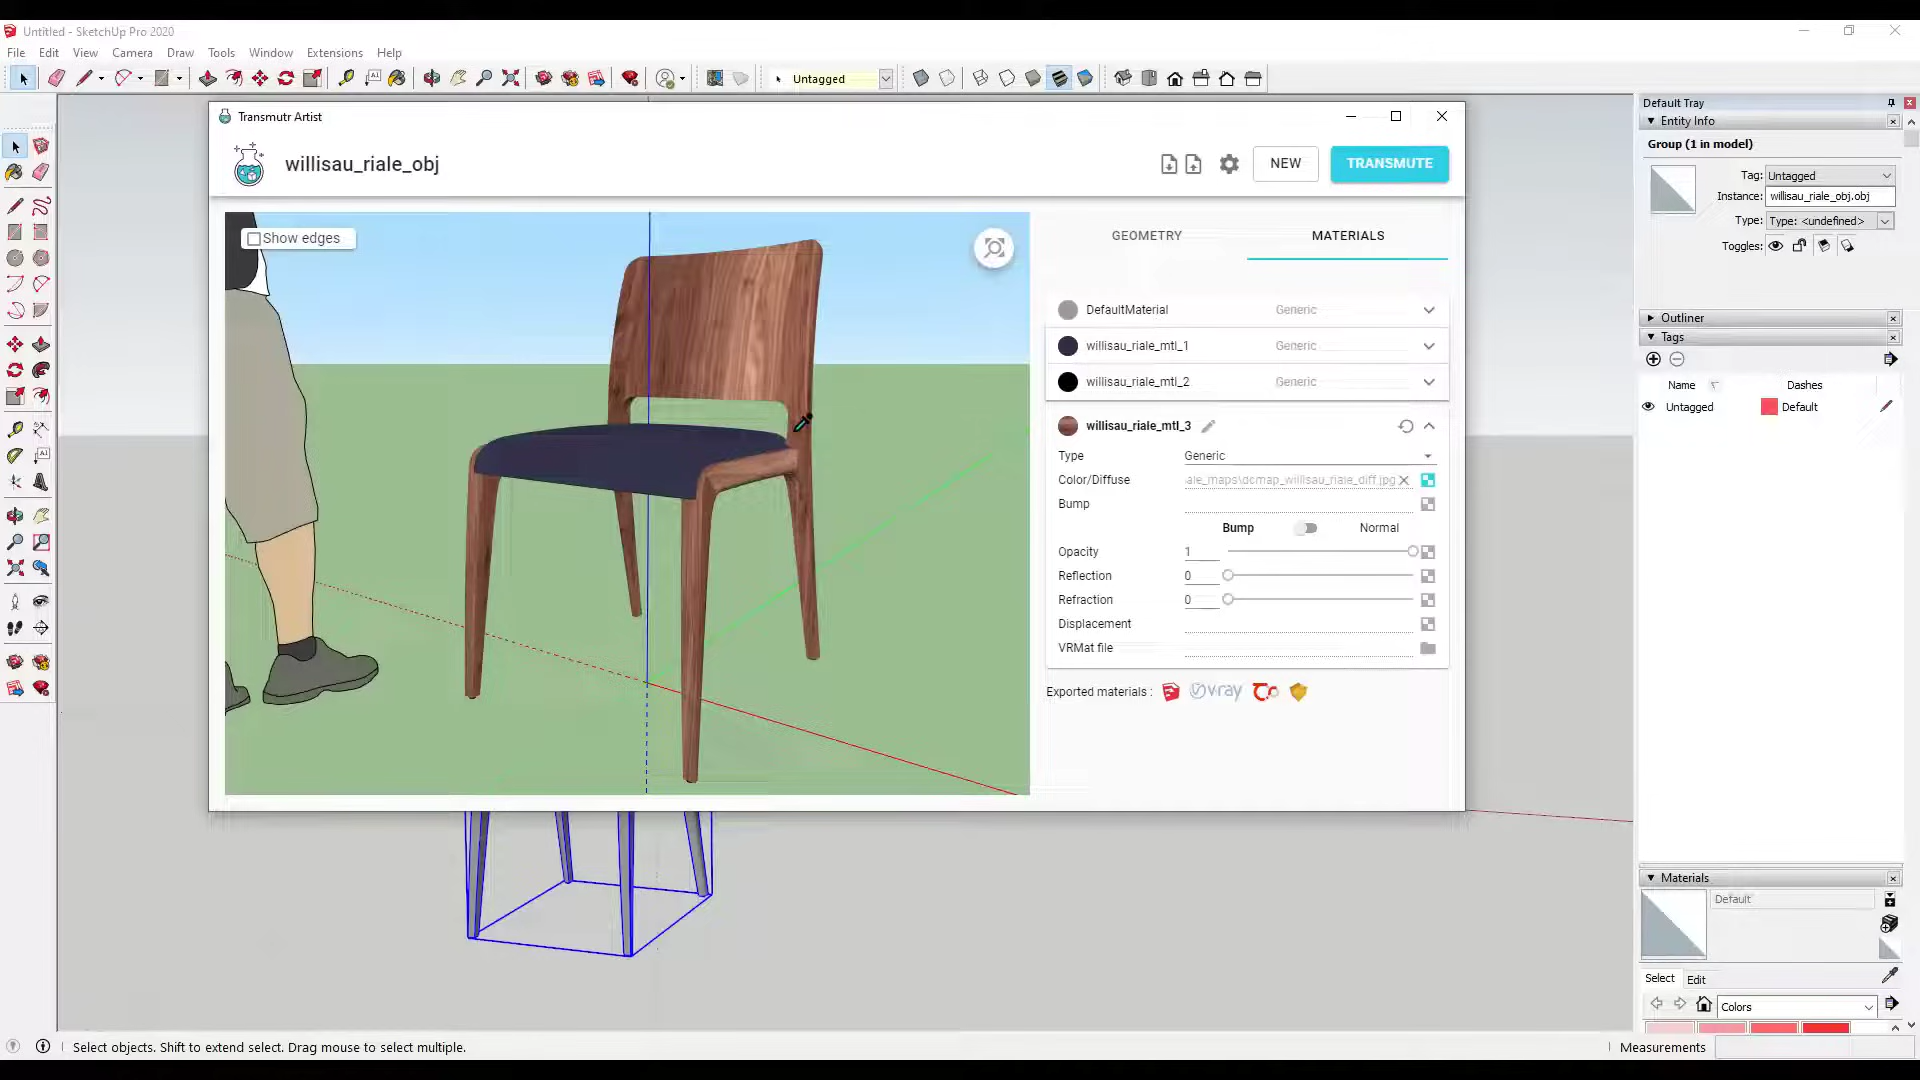 Untitled - SketchUp Pro 2020
File Edit View Camera Draw Tools Window Extensions Help
Untagged
Transmutr Artist
willisau_riale_obj
NEW
TRANSMUTE
Show edges
GEOMETRY
MATERIALS
DefaultMaterial Generic
willisau_riale_mtl_1 Generic
willisau_riale_mtl_2 Generic
willisau_riale_mtl_3
Type Generic
Color/Diffuse ale_maps\dcmap_willisau_riale_diff.jpg
Bump
Bump Normal
Opacity 1
Reflection 0
Refraction 0
Displacement
VRMat file
Exported materials : v-ray
Default Tray
Entity Info
Group (1 in model)
Tag: Untagged
Instance: willisau_riale_obj.obj
Type: Type: <undefined>
Toggles:
Outliner
Tags
Name Dashes
Untagged Default
Materials
Default
Select Edit
Colors
Select objects. Shift to extend select. Drag mouse to select multiple.
Measurements